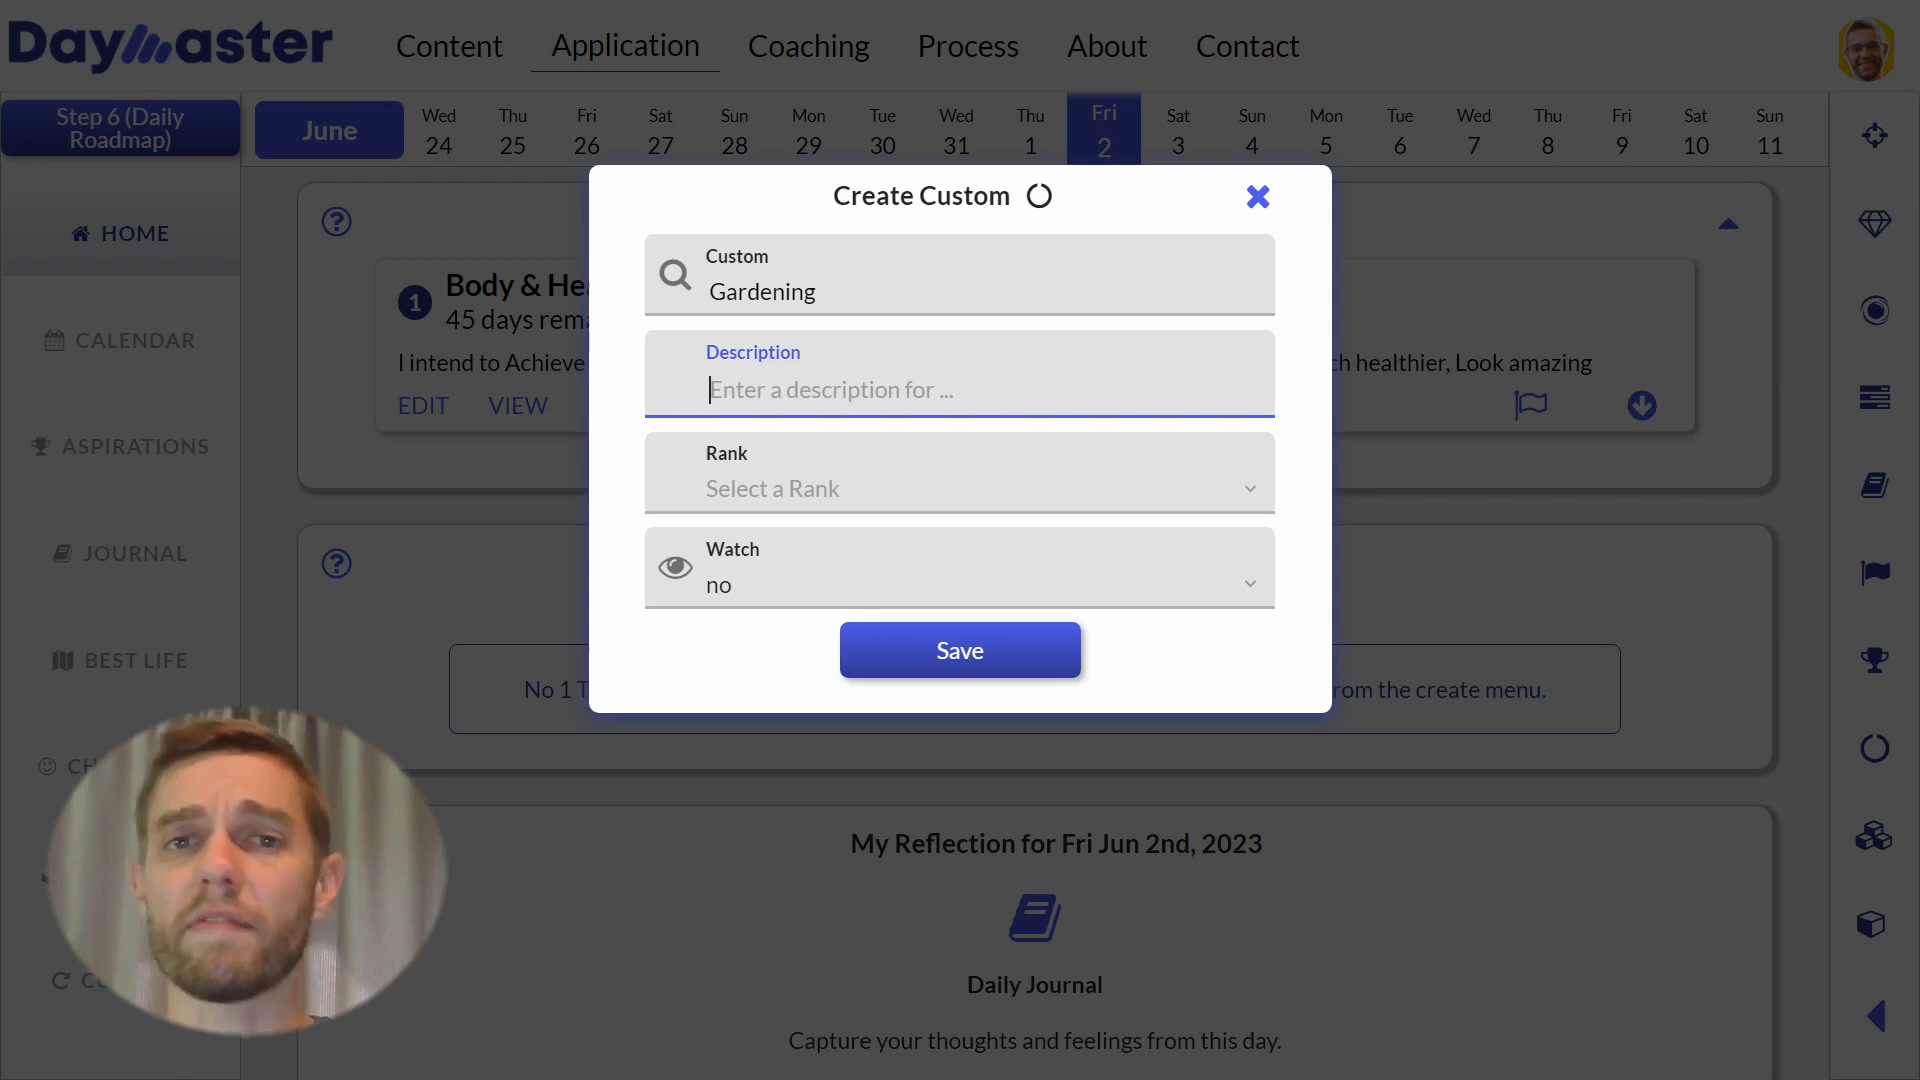 Daymaster
Content
Application
Coaching
Process
About
Contact
Step 6 (Daily
Roadmap)
June
Wed
24
Thu
25
Fri
26
Sat
27
Sun
28
Mon
29
Tue
30
Wed
31
Thu
1
Fri
2
Sat
3
Sun
4
Mon
5
Tue
6
Wed
7
Thu
8
Fri
9
Sat
10
Sun
11
HOME
CALENDAR
ASPIRATIONS
JOURNAL
BEST LIFE
1
Body & He
45 days rem
I intend to Achieve
ch healthier, Look amazing
EDIT
VIEW
Create Custom
Custom
Gardening
Description
Enter a description for ...
Rank
Select a Rank
Watch
no
Save
No 1 T
rom the create menu.
My Reflection for Fri Jun 2nd, 2023
Daily Journal
Capture your thoughts and feelings from this day.